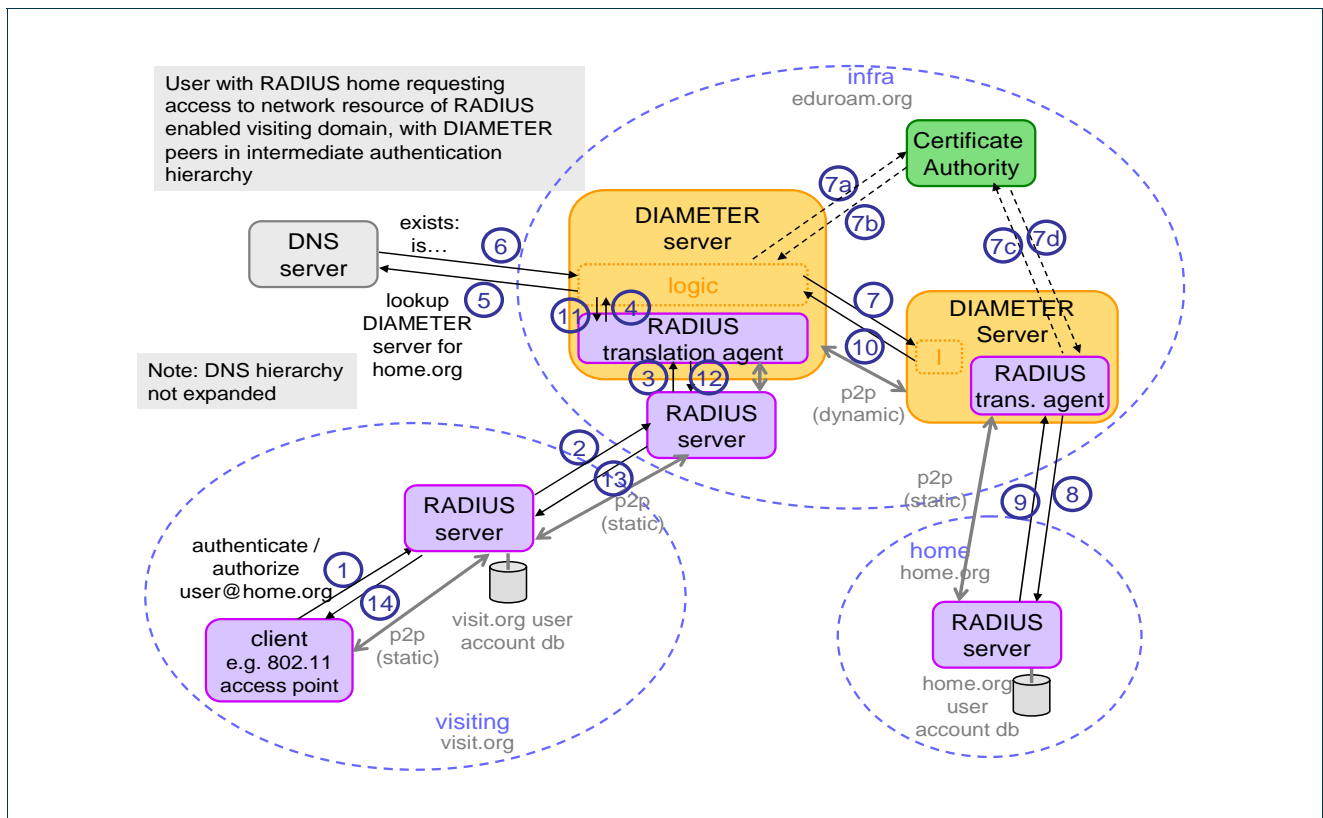 User with RADIUS home requesting
access to network resource of RADIUS
enabled visiting domain, with DIAMETER
peers in intermediate authentication
hierarchy
infra
eduroam.org
Certificate
Authority
7a
7b
7c
7d
DNS
server
exists:
is...
6
5
lookup
DIAMETER
server for
home.org
DIAMETER
server
logic
11
4
RADIUS
translation agent
7
10
DIAMETER
Server
l
RADIUS
trans. agent
p2p
(dynamic)
Note: DNS hierarchy
not expanded
3
12
RADIUS
server
2
13
p2p
(static)
RADIUS
server
authenticate /
authorize
user@home.org
1
14
p2p
(static)
visit.org user
account db
client
e.g. 802.11
access point
visiting
visit.org
p2p
(static)
9
8
home
home.org
RADIUS
server
home.org
user
account db